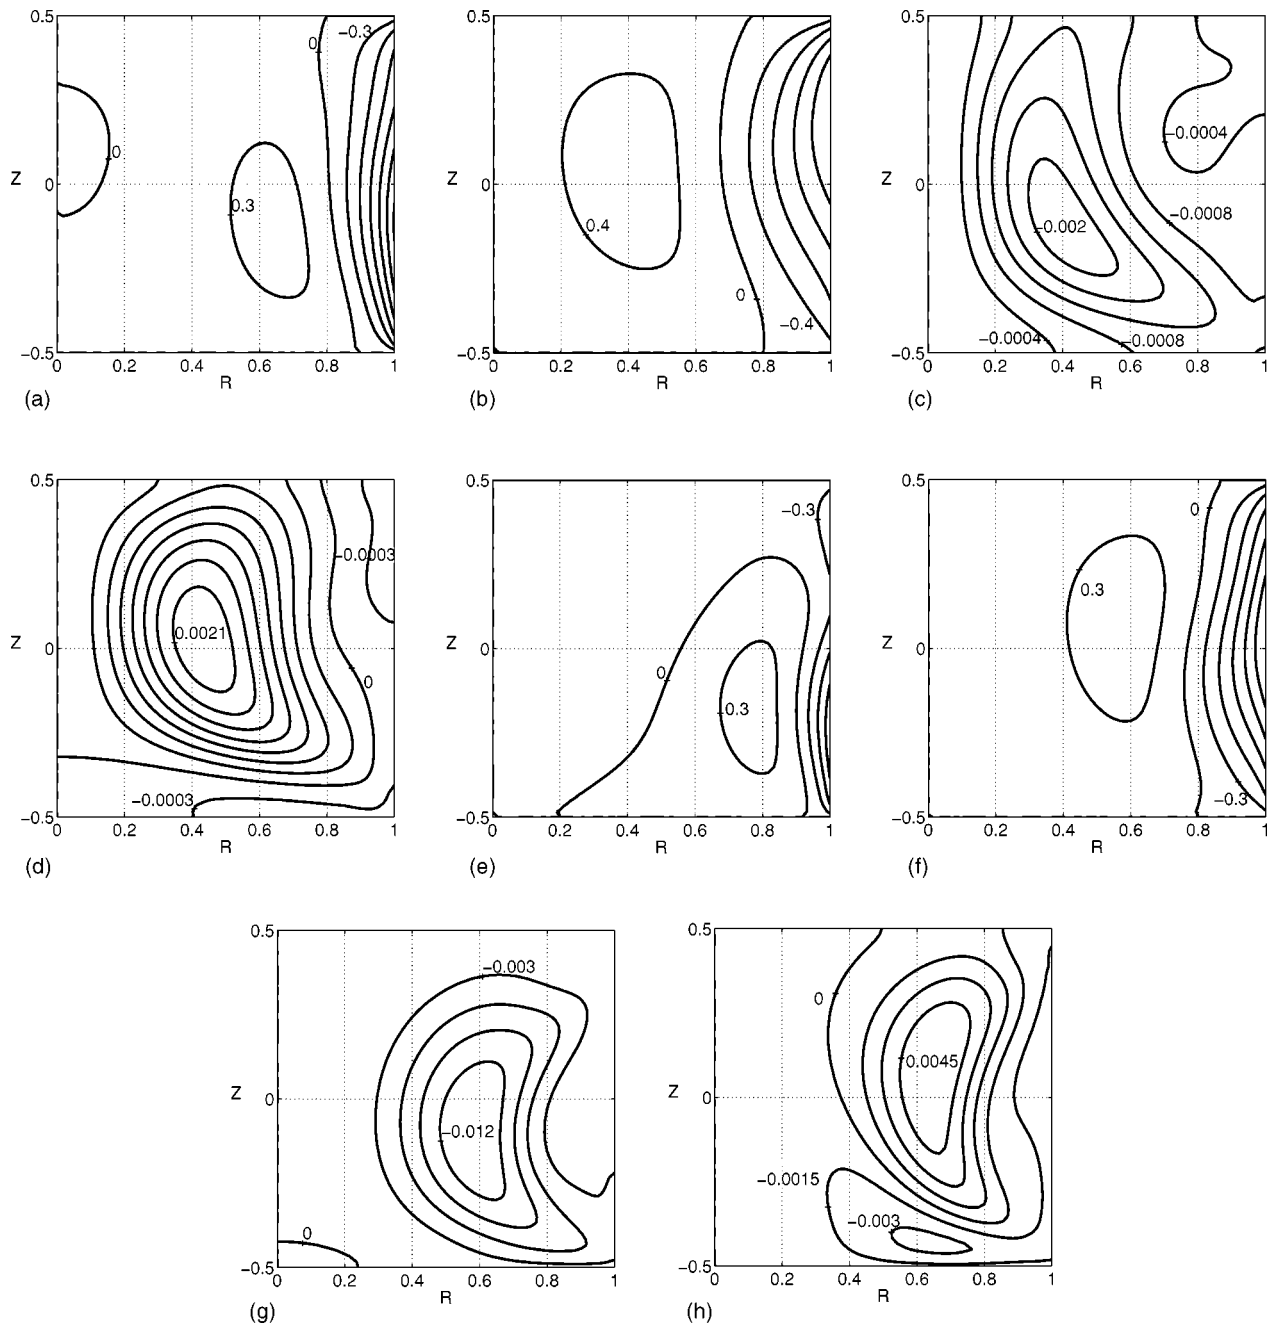 0.5 0 −0.3
Z 0 0 0.3
−0.5
0 0.2 0.4 0.6 0.8 1
R
(a)
0.5
Z 0 0.4 0 −0.4
−0.5
0 0.2 0.4 0.6 0.8 1
R
(b)
0.5
−0.0004
Z 0 −0.0008
−0.002
−0.0004 −0.0008
−0.5
0 0.2 0.4 0.6 0.8 1
R
(c)
0.5
−0.0003
0.0021
Z 0
0
−0.0003
−0.5
0 0.2 0.4 0.6 0.8 1
R
(d)
0.5
−0.3
Z 0 0
0.3
−0.5
0 0.2 0.4 0.6 0.8 1
R
(e)
0.5 0
0.3
Z 0
−0.3
−0.5
0 0.2 0.4 0.6 0.8 1
R
(f)
0.5
−0.003
Z 0
−0.012
0
−0.5
0 0.2 0.4 0.6 0.8 1
R
(g)
0.5
0
0.0045
Z 0
−0.0015
−0.003
−0.5
0 0.2 0.4 0.6 0.8 1
R
(h)